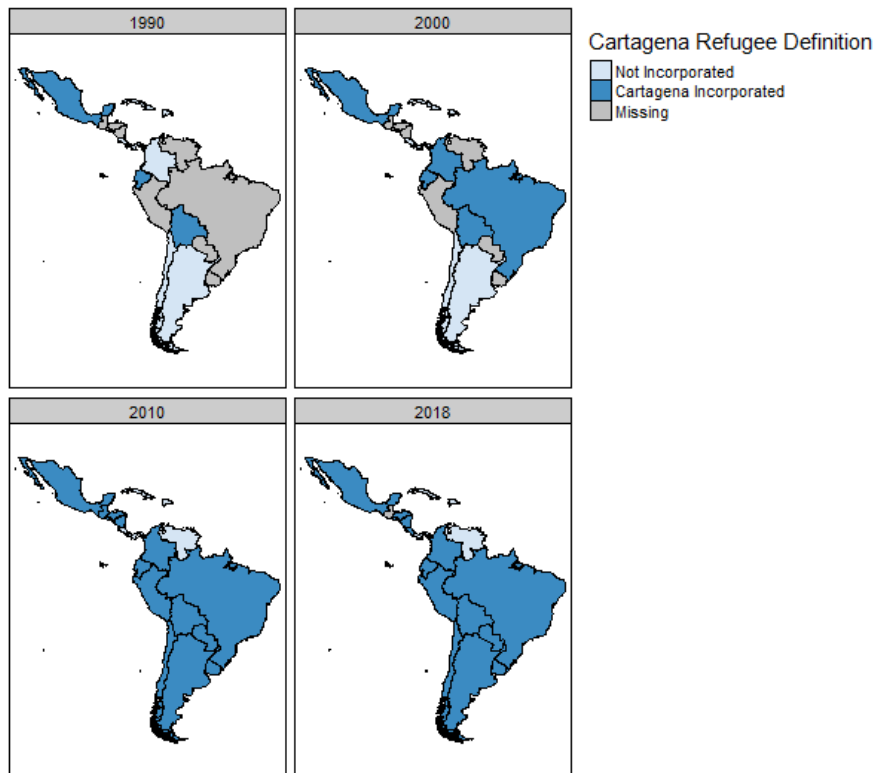 1990
2000
Cartagena Refugee Definition
Not Incorporated
Cartagena Incorporated
Missing
2010
2018